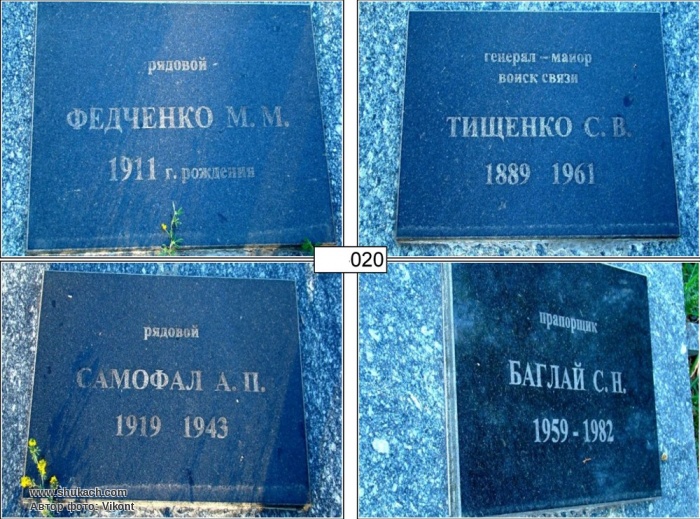 рядовой
ФЕДЧЕНКО М. М.
1911 г. рождения
генерал – майор
войск связи
ТИЩЕНКО С. В.
1889 1961
020
рядовой
САМОФАЛ А. П.
1919 1943
прапорщик
БАГЛАЙ С. Н.
1959 - 1982
www.shukach.com
Автор фото: Vikont